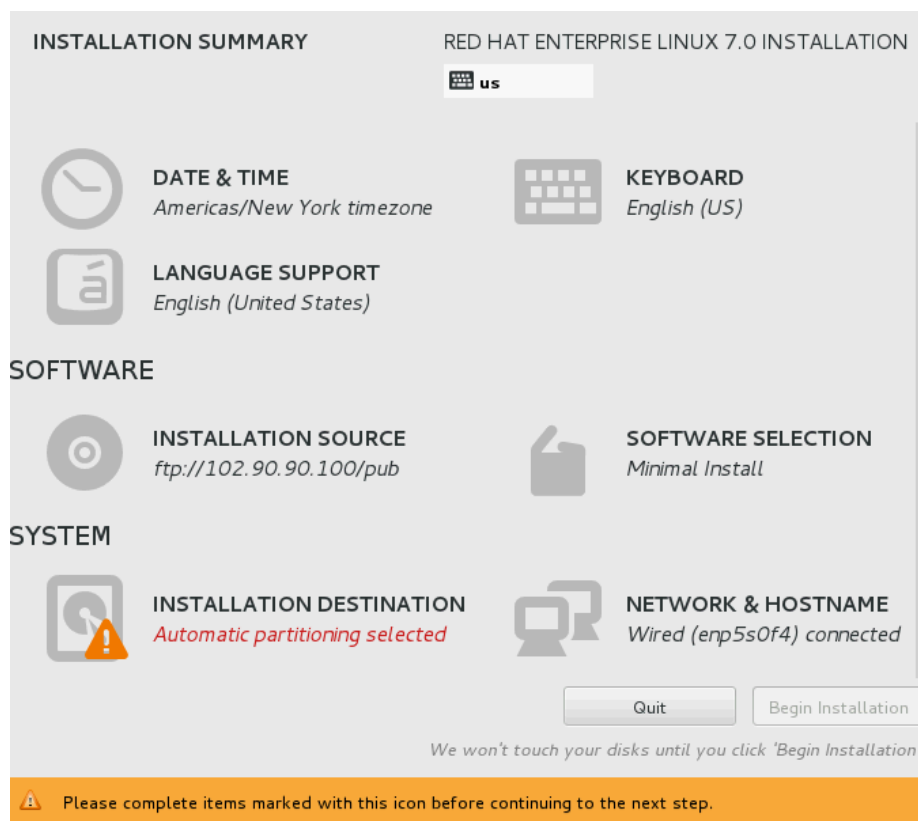 INSTALLATION SUMMARY
RED HAT ENTERPRISE LINUX 7.0 INSTALLATION
us
DATE & TIME
Americas/New York timezone
KEYBOARD
English (US)
LANGUAGE SUPPORT
English (United States)
SOFTWARE
INSTALLATION SOURCE
ftp://102.90.90.100/pub
SOFTWARE SELECTION
Minimal Install
SYSTEM
INSTALLATION DESTINATION
Automatic partitioning selected
NETWORK & HOSTNAME
Wired (enp5s0f4) connected
Quit
Begin Installation
We won't touch your disks until you click 'Begin Installation
Please complete items marked with this icon before continuing to the next step.